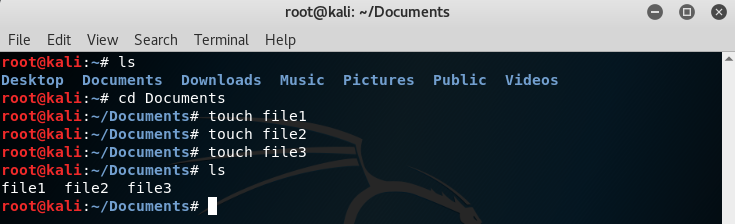 root@kali: ~/Documents
File Edit View Search Terminal Help
root@kali:~# ls
Desktop  Documents  Downloads  Music  Pictures  Public  Videos
root@kali:~# cd Documents
root@kali:~/Documents# touch file1
root@kali:~/Documents# touch file2
root@kali:~/Documents# touch file3
root@kali:~/Documents# ls
file1  file2  file3
root@kali:~/Documents#